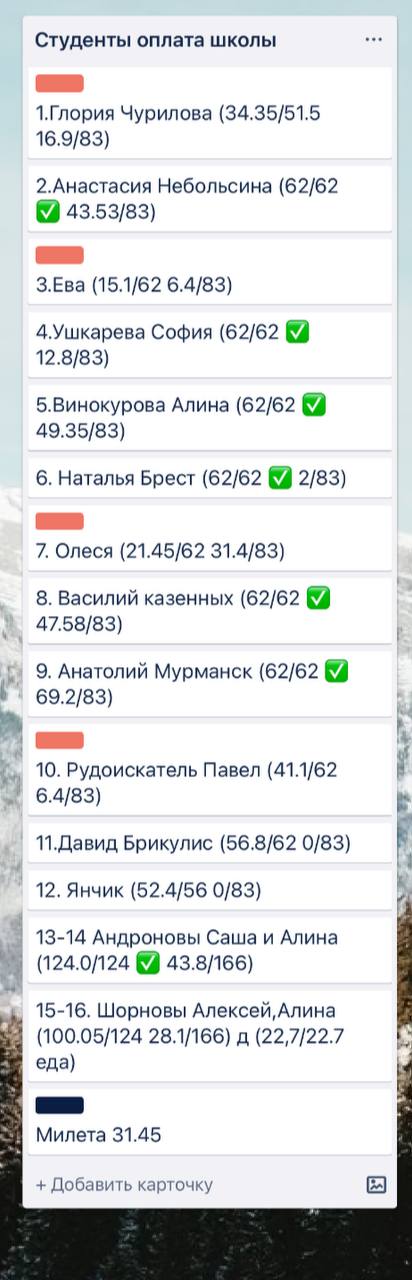 Студенты оплата школы
1.Глория Чурилова (34.35/51.5
16.9/83)
2.Анастасия Небольсина (62/62
✅ 43.53/83)
3.Ева (15.1/62 6.4/83)
4.Ушкарева София (62/62 ✅
12.8/83)
5.Винокурова Алина (62/62 ✅
49.35/83)
6. Наталья Брест (62/62 ✅ 2/83)
7. Олеся (21.45/62 31.4/83)
8. Василий казенных (62/62 ✅
47.58/83)
9. Анатолий Мурманск (62/62 ✅
69.2/83)
10. Рудоискатель Павел (41.1/62
6.4/83)
11.Давид Брикулис (56.8/62 0/83)
12. Янчик (52.4/56 0/83)
13-14 Андроновы Саша и Алина
(124.0/124 ✅ 43.8/166)
15-16. Шорновы Алексей,Алина
(100.05/124 28.1/166) д (22,7/22.7
еда)
Милета 31.45
+ Добавить карточку